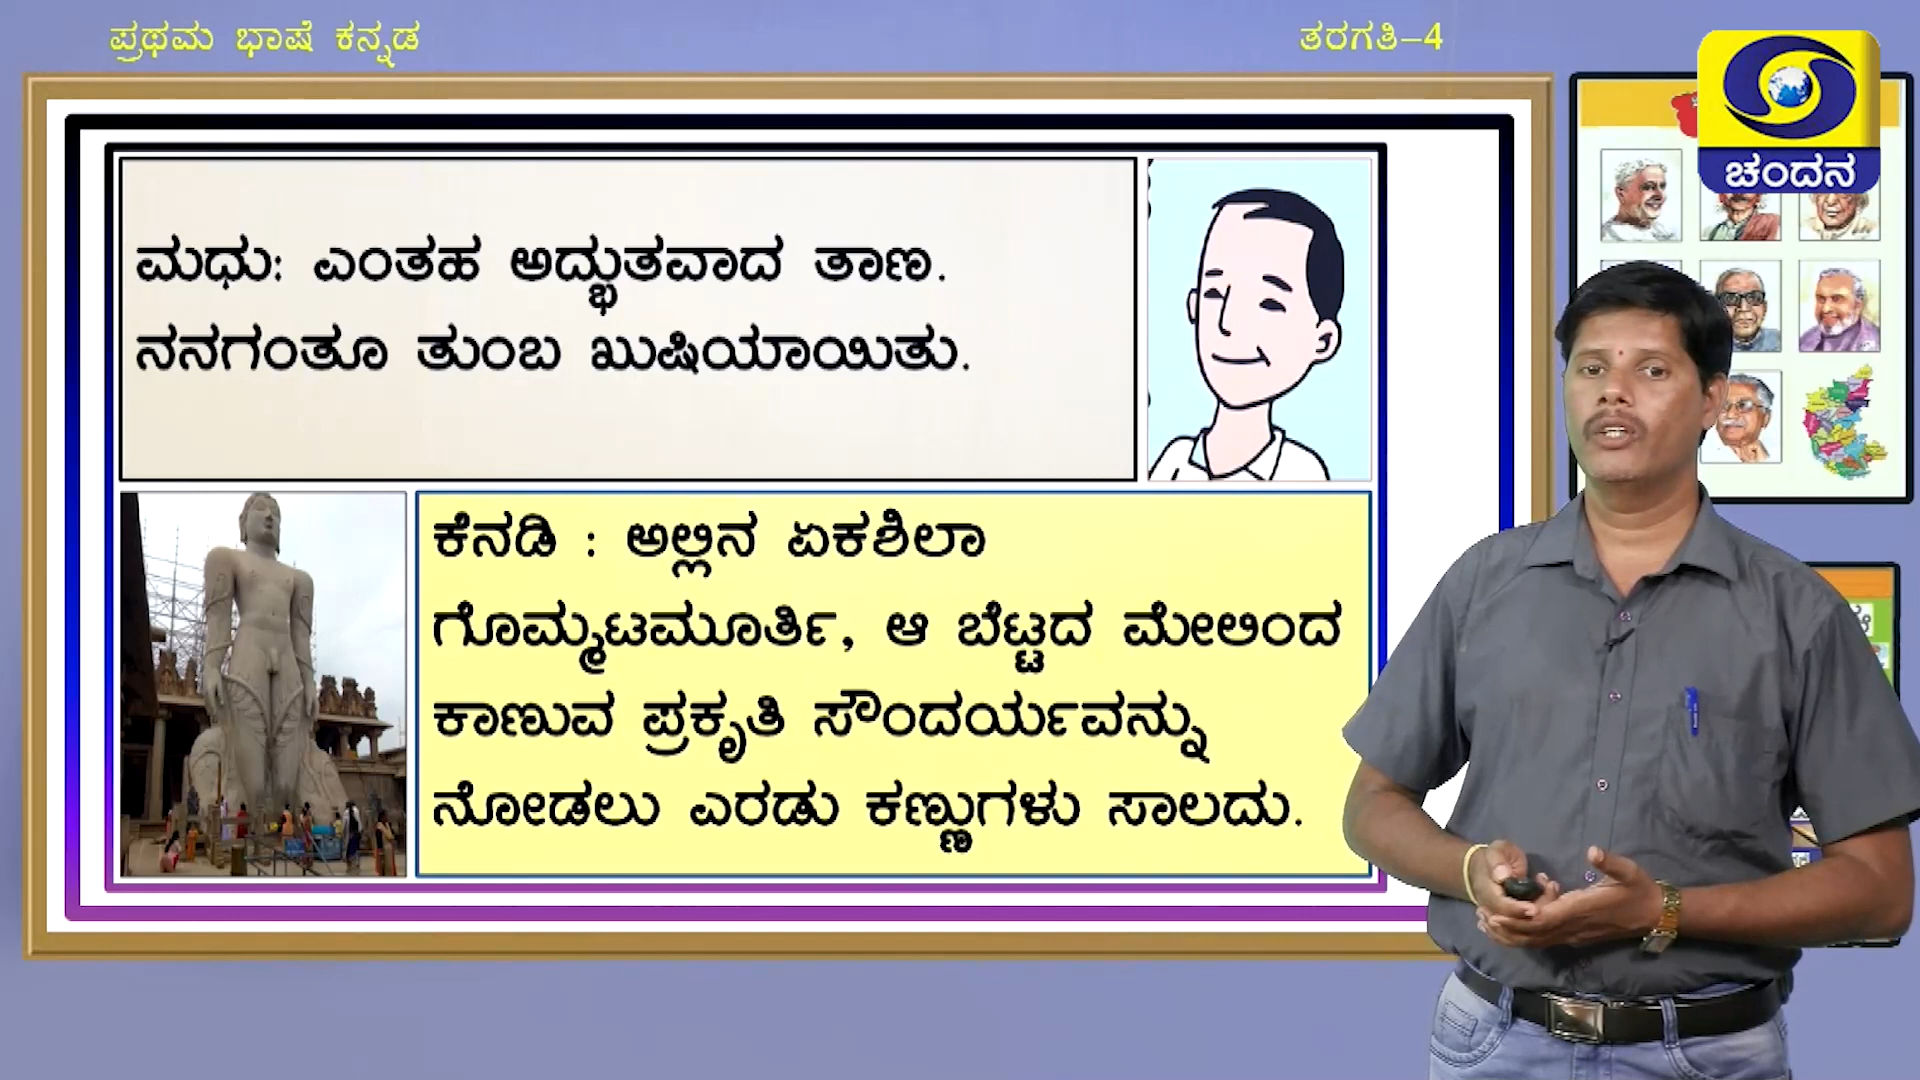 ಪ್ರಥಮ ಭಾಷೆ ಕನ್ನಡ
ತರಗತಿ–4
ಚಂದನ
ಮಧು: ಎಂತಹ ಅದ್ಭುತವಾದ ತಾಣ.
ನನಗಂತೂ ತುಂಬ ಖುಷಿಯಾಯಿತು.
ಕೆನಡಿ : ಅಲ್ಲಿನ ಏಕಶಿಲಾ
ಗೊಮ್ಮಟಮೂರ್ತಿ, ಆ ಬೆಟ್ಟದ ಮೇಲಿಂದ
ಕಾಣುವ ಪ್ರಕೃತಿ ಸೌಂದರ್ಯವನ್ನು
ನೋಡಲು ಎರಡು ಕಣ್ಣುಗಳು ಸಾಲದು.